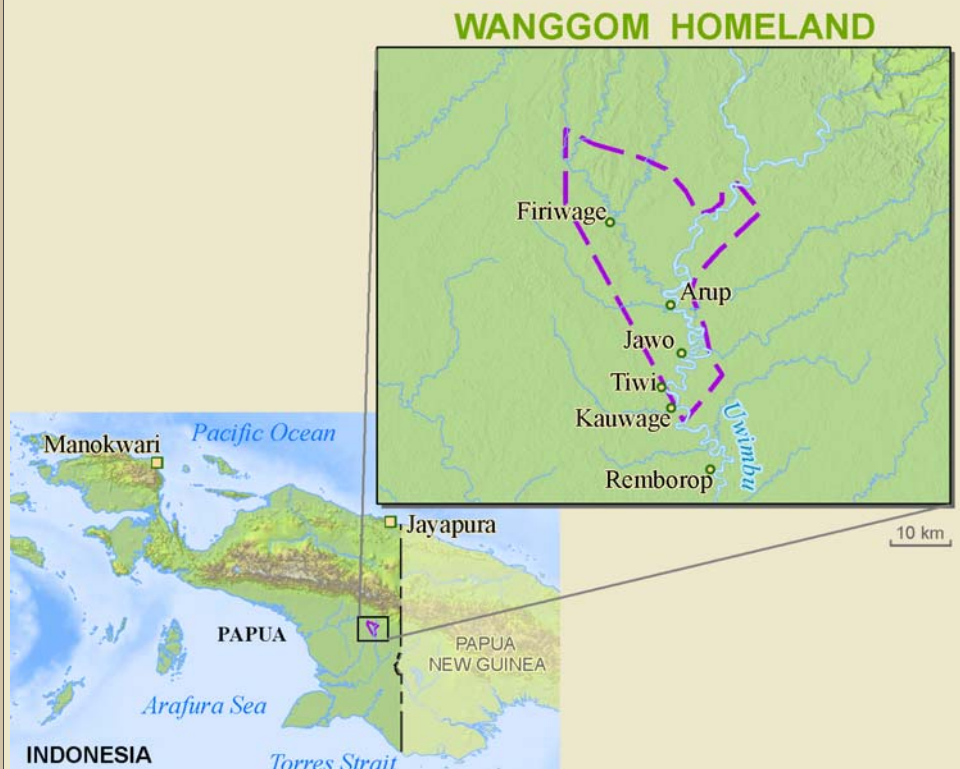 WANGGOM HOMELAND
Firiwage
Arup
Jawo
Tiwi
Kauwage
Uwimbu
Remborop
10 km
Manokwari
Pacific Ocean
Jayapura
PAPUA
PAPUA
NEW GUINEA
Arafura Sea
INDONESIA
Torres Strait